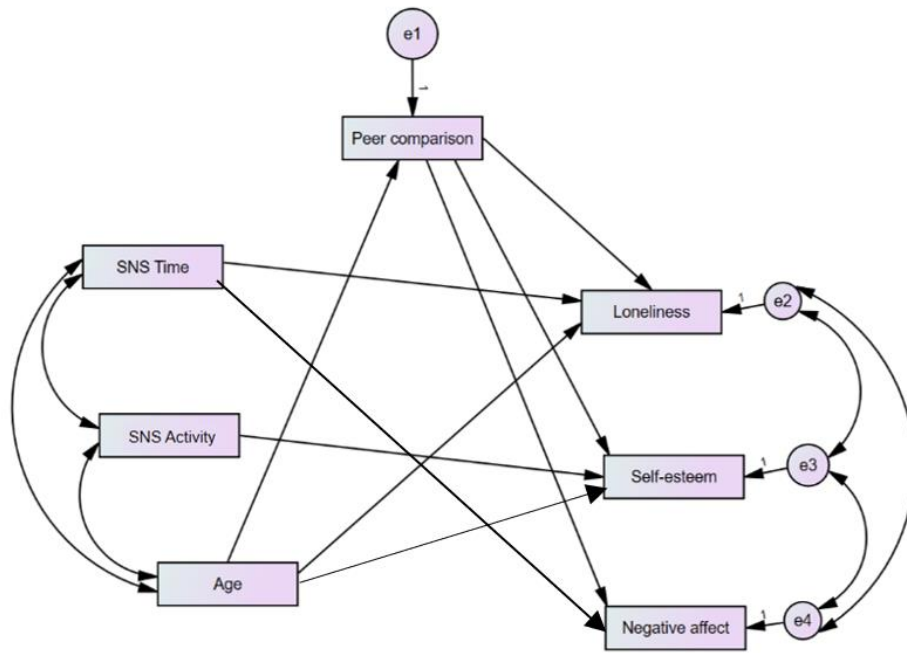 e1
1
Peer comparison
SNS Time
Loneliness
1
e2
SNS Activity
Self-esteem
1
e3
Age
Negative affect
1
e4